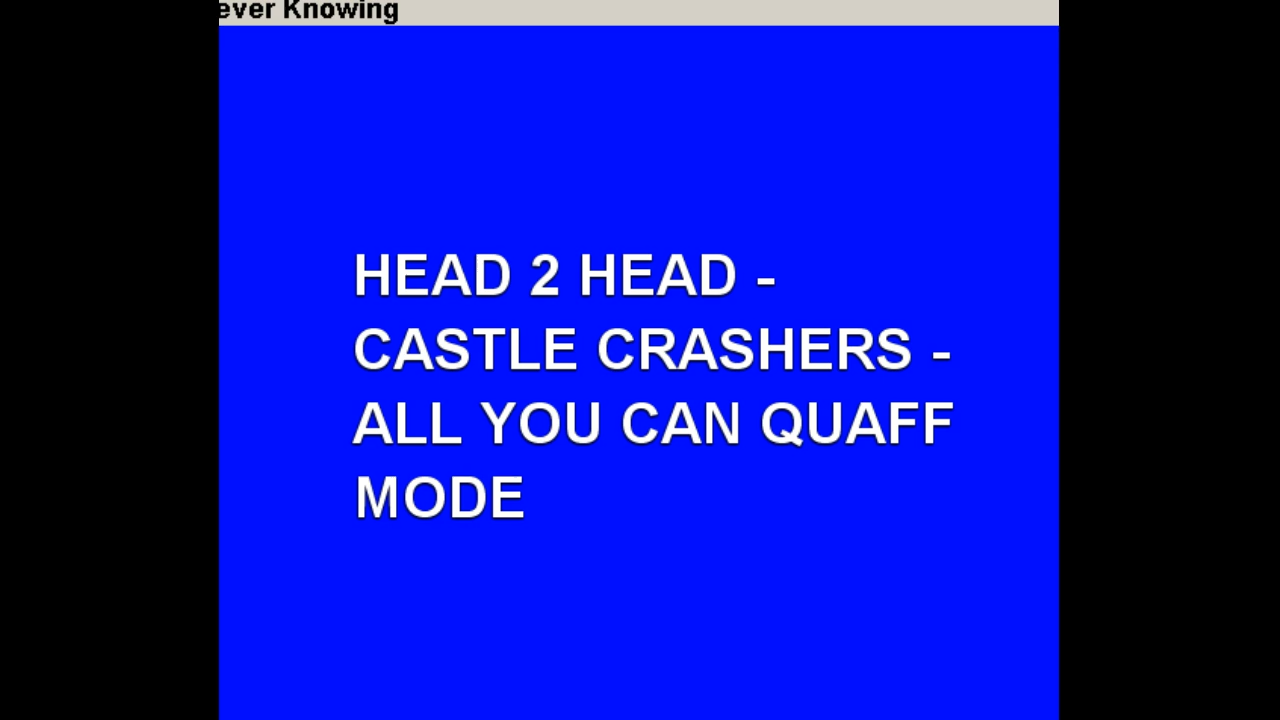 ever Knowing
HEAD 2 HEAD -
CASTLE CRASHERS -
ALL YOU CAN QUAFF
MODE